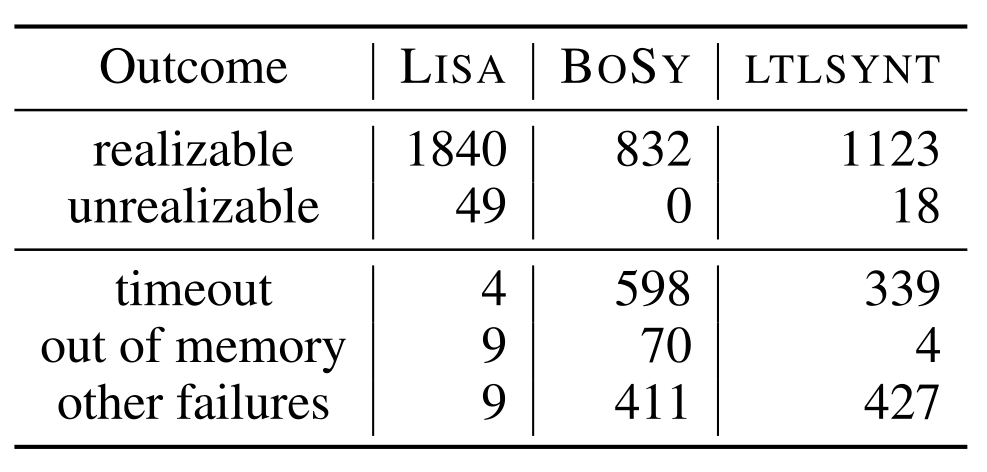 Outcome LISA BOSY LTLSYNT
realizable 1840 832 1123
unrealizable 49 0 18
timeout 4 598 339
out of memory 9 70 4
other failures 9 411 427